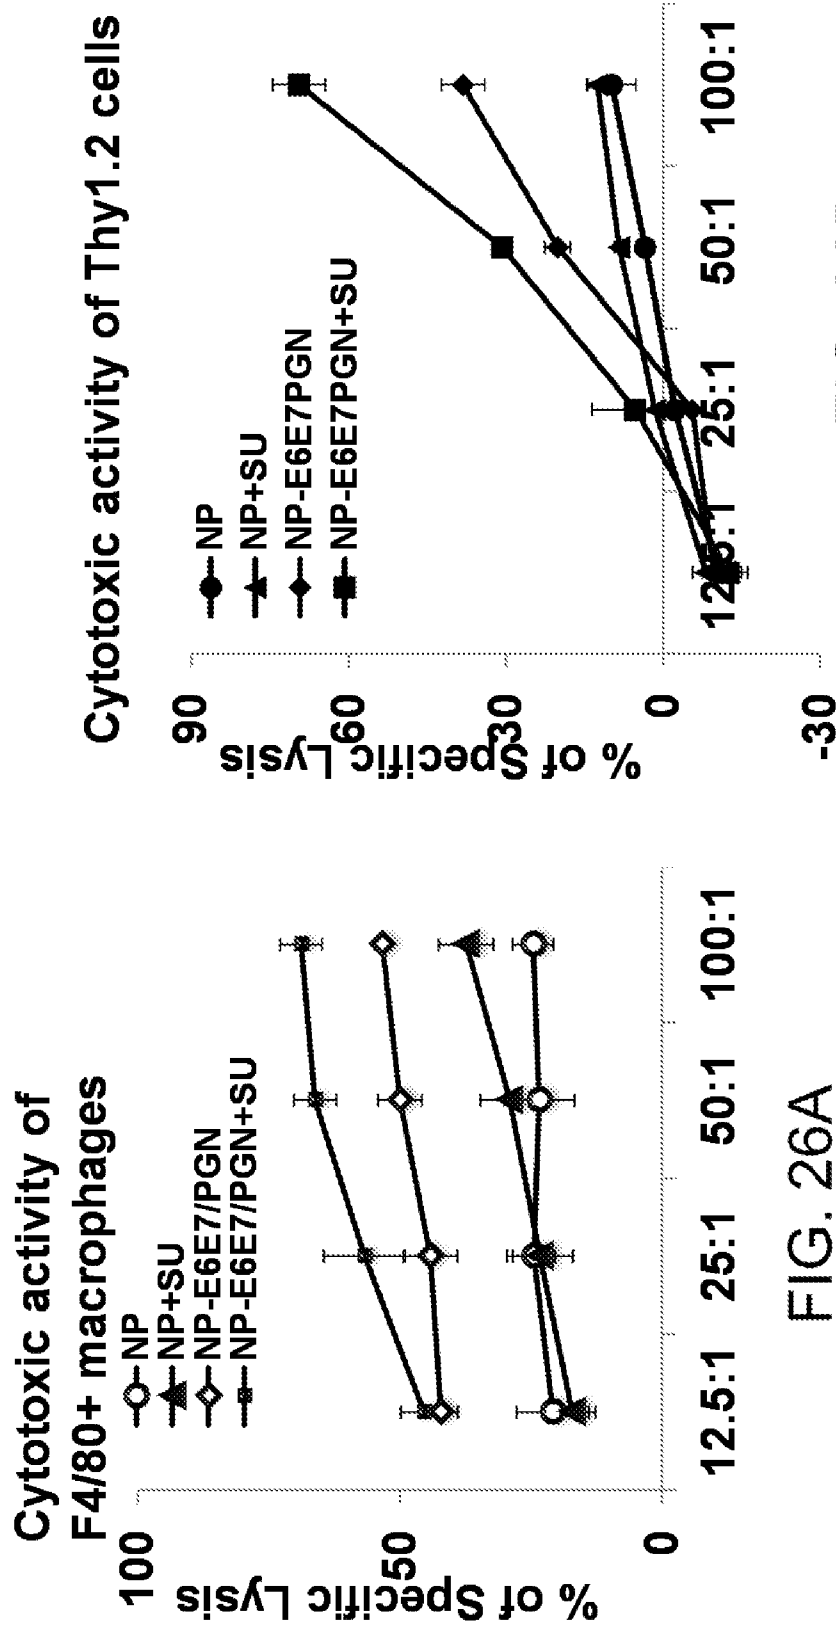 Cytotoxic activity of
F4/80+ macrophages
NP
NP+SU
NP-E6E7/PGN
NP-E6E7/PGN+SU
% of Specific Lysis
100
50
0
12.5:1 25:1 50:1 100:1
FIG. 26A
Cytotoxic activity of Thy1.2 cells
NP
NP+SU
NP-E6E7PGN
NP-E6E7PGN+SU
% of Specific Lysis
90
60
30
0
-30
12.5:1 25:1 50:1 100:1